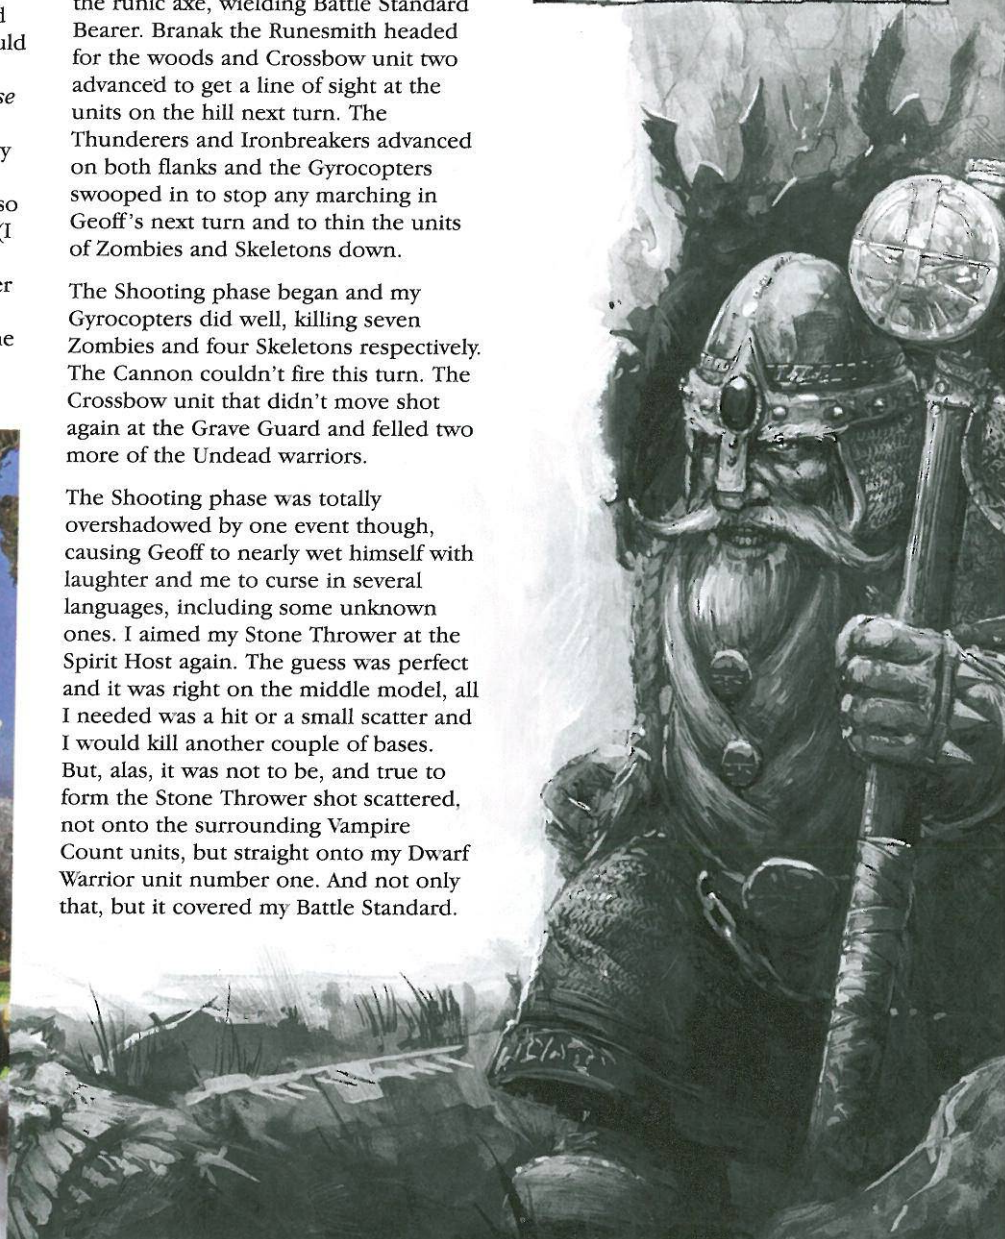 d
uld
se
y
so
(I
er
ne
the runic axe, wielding Battle Standard
Bearer. Branak the Runesmith headed
for the woods and Crossbow unit two
advanced to get a line of sight at the
units on the hill next turn. The
Thunderers and Ironbreakers advanced
on both flanks and the Gyrocopters
swooped in to stop any marching in
Geoff's next turn and to thin the units
of Zombies and Skeletons down.
The Shooting phase began and my
Gyrocopters did well, killing seven
Zombies and four Skeletons respectively.
The Cannon couldn't fire this turn. The
Crossbow unit that didn't move shot
again at the Grave Guard and felled two
more of the Undead warriors.
The Shooting phase was totally
overshadowed by one event though,
causing Geoff to nearly wet himself with
laughter and me to curse in several
languages, including some unknown
ones. I aimed my Stone Thrower at the
Spirit Host again. The guess was perfect
and it was right on the middle model, all
I needed was a hit or a small scatter and
I would kill another couple of bases.
But, alas, it was not to be, and true to
form the Stone Thrower shot scattered,
not onto the surrounding Vampire
Count units, but straight onto my Dwarf
Warrior unit number one. And not only
that, but it covered my Battle Standard.